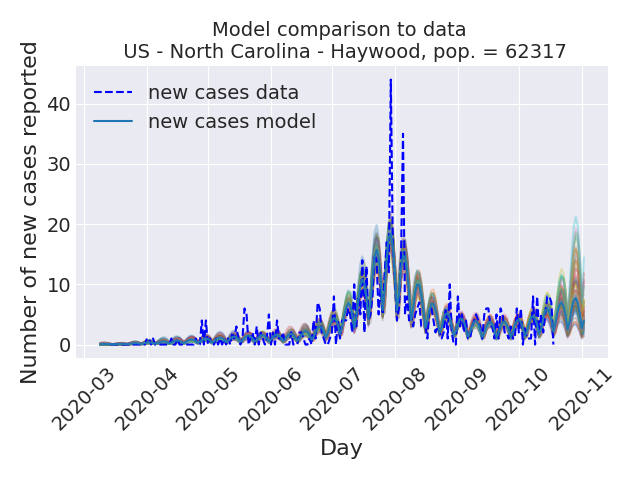 Model comparison to data
US - North Carolina - Haywood, pop. = 62317
Number of new cases reported
40
30
20
10
0
new cases data
new cases model
2020-03
2020-04
2020-05
2020-06
2020-07
2020-08
2020-09
2020-10
2020-11
Day